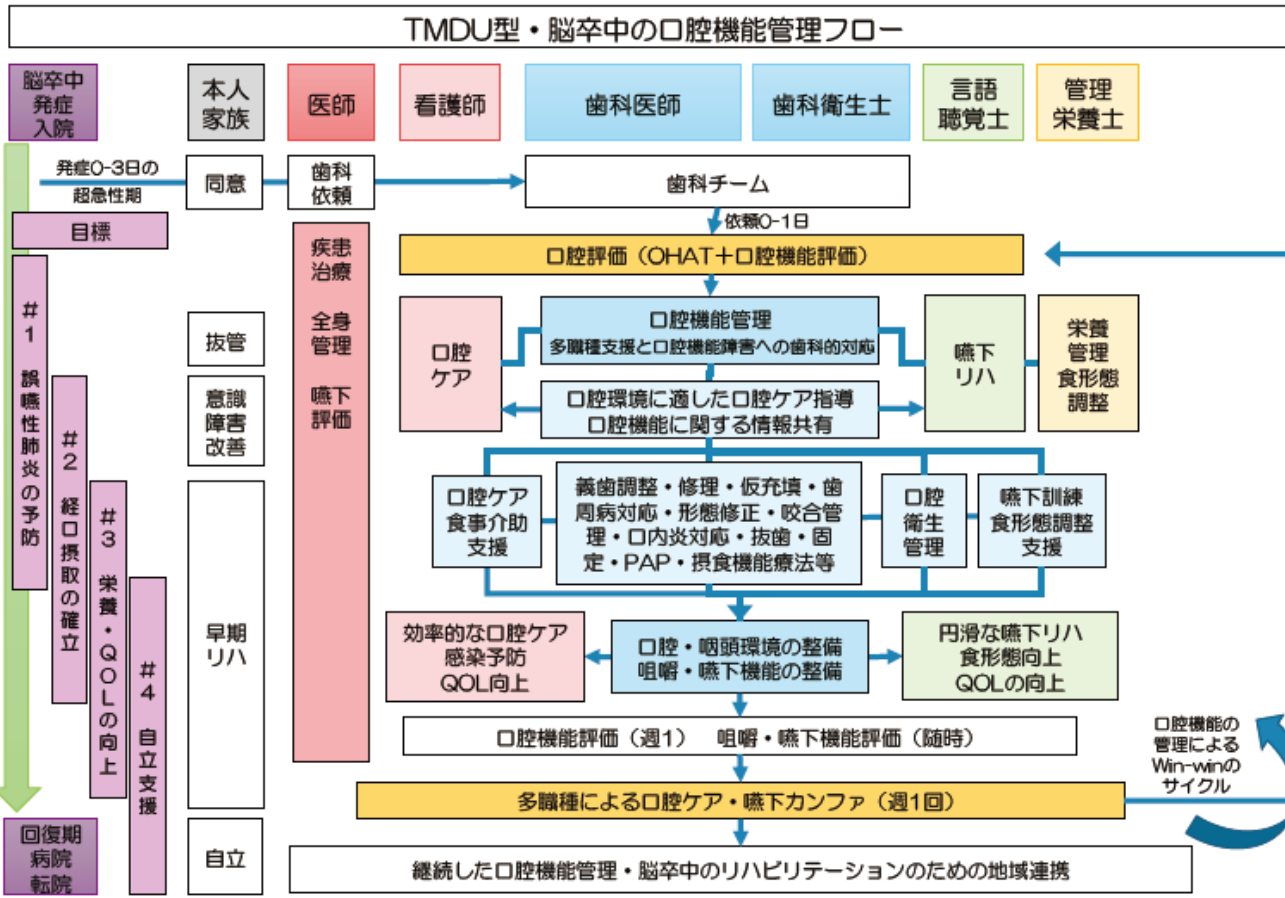 TMDU型・脳卒中の口腔機能管理フロー
脳卒中
発症
入院
本人
家族
医師
看護師
歯科医師
歯科衛生士
言語
聴覚士
管理
栄養士
発症0-3日の
超急性期
同意
歯科
依頼
歯科チーム
依頼0-1日
目標
口腔評価（OHAT＋口腔機能評価）
#1 誤嚥性肺炎の予防
#2 経口摂取の確立
#3 栄養・QOLの向上
#4 自立支援
抜管
意識
障害
改善
早期
リハ
自立
疾患
治療
全身
管理
嚥下
評価
口腔
ケア
口腔機能管理
多職種支援と口腔機能障害への歯科的対応
嚥下
リハ
栄養
管理
食形態
調整
口腔環境に適した口腔ケア指導
口腔機能に関する情報共有
口腔ケア
食事介助
支援
義歯調整・修理・仮充填・歯
周病対応・形態修正・咬合管
理・口内炎対応・抜歯・固
定・PAP・摂食機能療法等
口腔
衛生
管理
嚥下訓練
食形態調整
支援
効率的な口腔ケア
感染予防
QOL向上
口腔・咽頭環境の整備
咀嚼・嚥下機能の整備
円滑な嚥下リハ
食形態向上
QOLの向上
口腔機能評価（週1） 咀嚼・嚥下機能評価（随時）
口腔機能の
管理による
Win-winの
サイクル
多職種による口腔ケア・嚥下カンファ（週1回）
回復期
病院
転院
継続した口腔機能管理・脳卒中のリハビリテーションのための地域連携